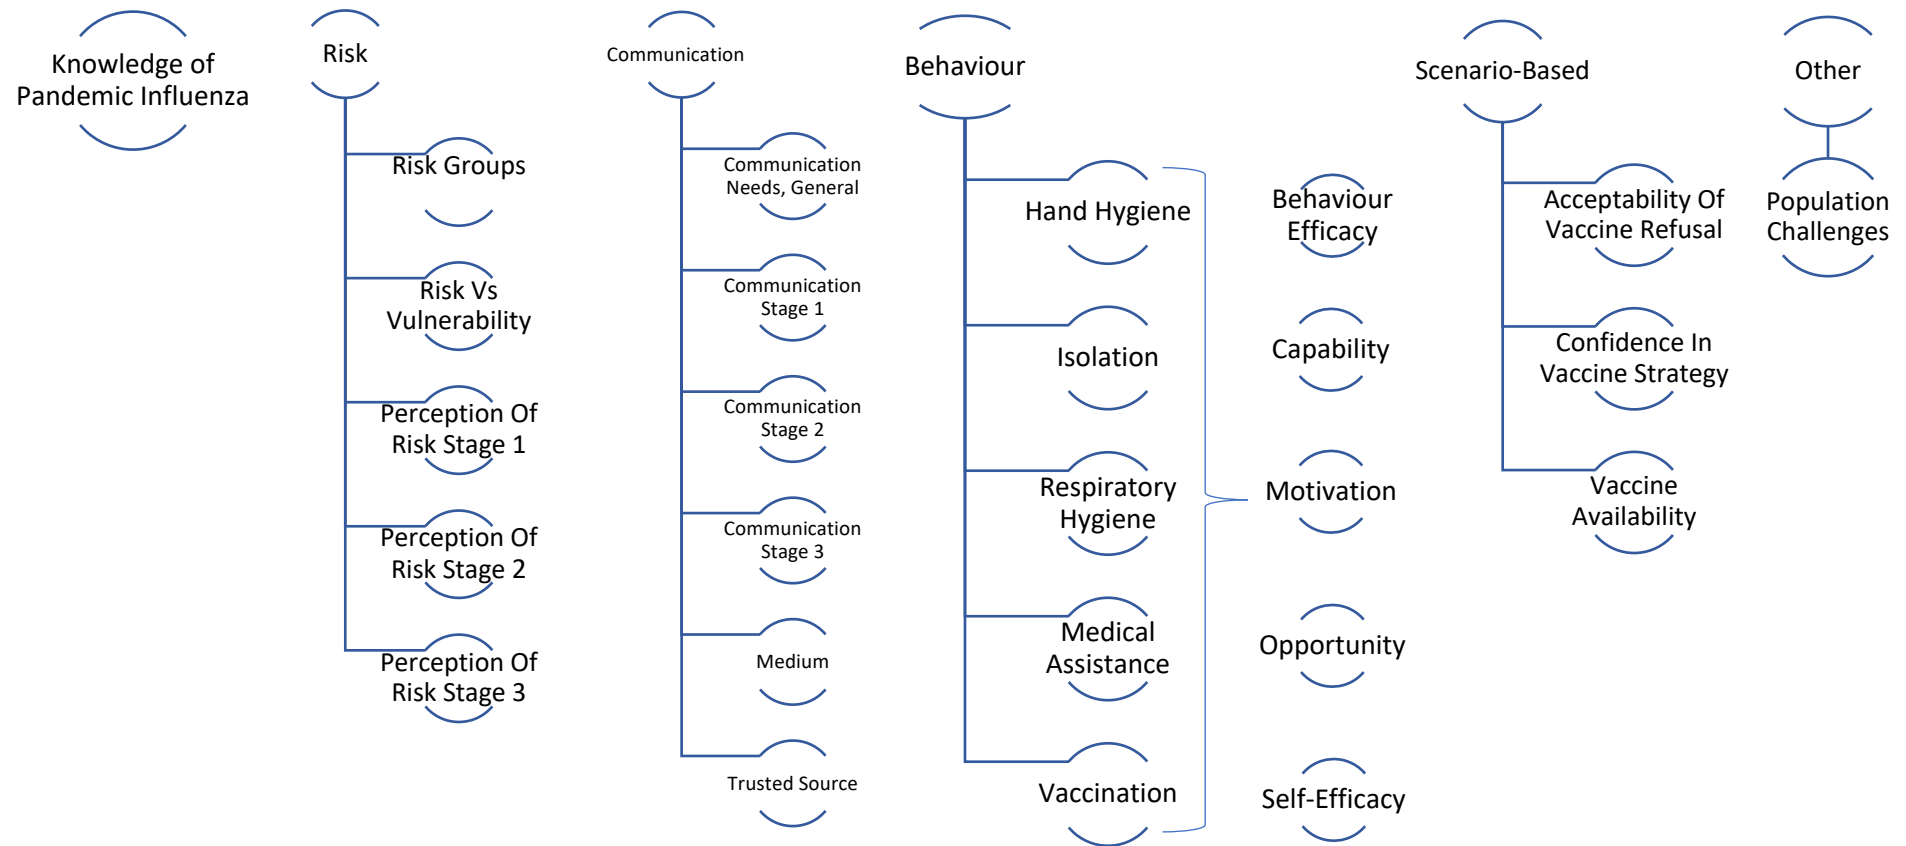 Knowledge of
Pandemic Influenza
Risk
Risk Groups
Risk Vs
Vulnerability
Perception Of
Risk Stage 1
Perception Of
Risk Stage 2
Perception Of
Risk Stage 3
Communication
Communication
Needs, General
Communication
Stage 1
Communication
Stage 2
Communication
Stage 3
Medium
Trusted Source
Behaviour
Hand Hygiene
Isolation
Respiratory
Hygiene
Medical
Assistance
Vaccination
Behaviour
Efficacy
Capability
Motivation
Opportunity
Self-Efficacy
Scenario-Based
Acceptability Of
Vaccine Refusal
Confidence In
Vaccine Strategy
Vaccine
Availability
Other
Population
Challenges